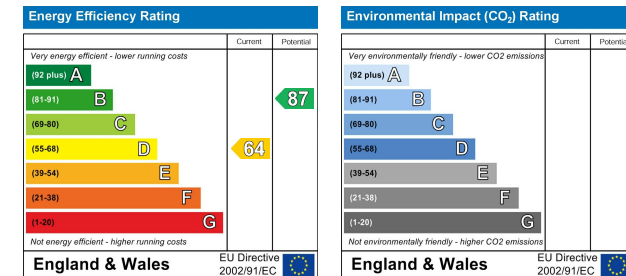 Energy Efficiency Rating
Current Potential
Very energy efficient - lower running costs
(92 plus) A
(81-91) B
87
(69-80) C
(55-68) D
64
(39-54) E
(21-38) F
(1-20) G
Not energy efficient - higher running costs
England & Wales
EU Directive
2002/91/EC
Environmental Impact (CO2) Rating
Current Potential
Very environmentally friendly - lower CO2 emissions
(92 plus) A
(81-91) B
(69-80) C
(55-68) D
(39-54) E
(21-38) F
(1-20) G
Not environmentally friendly - higher CO2 emissions
England & Wales
EU Directive
2002/91/EC